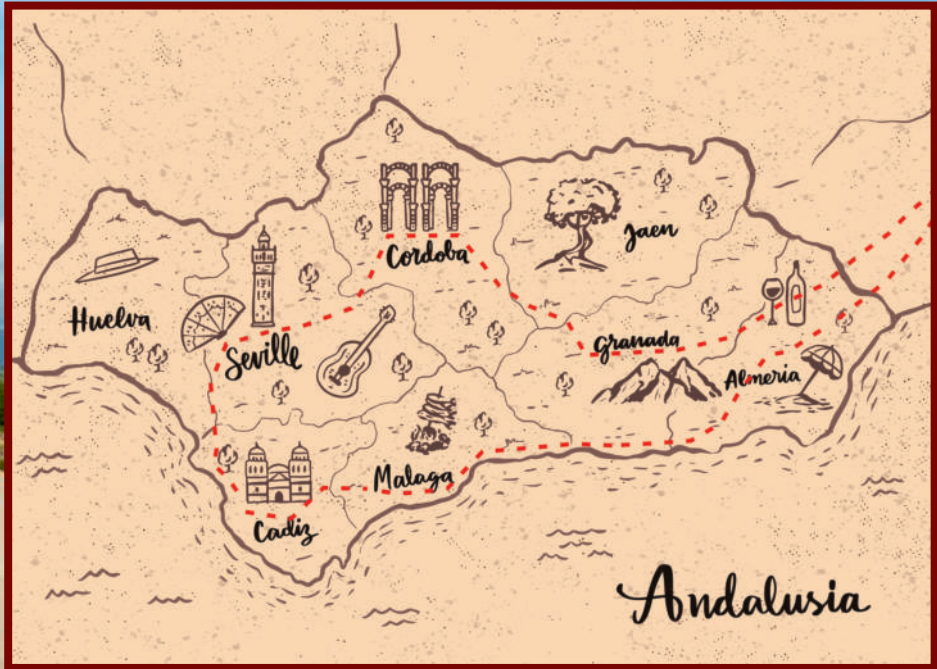 Cordoba
Jaen
Huelva
Seville
Granada
Almeria
Malaga
Cadiz
Andalusia